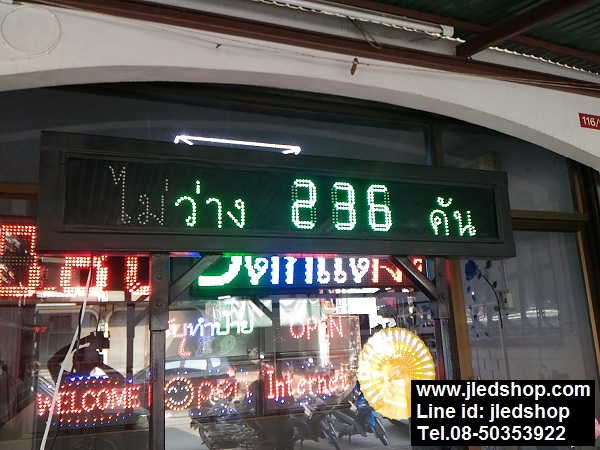 116/
ไม่ว่าง 236 คัน
OPEN
WELCOME Open Internet
www.jledshop.com
Line id: jledshop
Tel.08-50353922